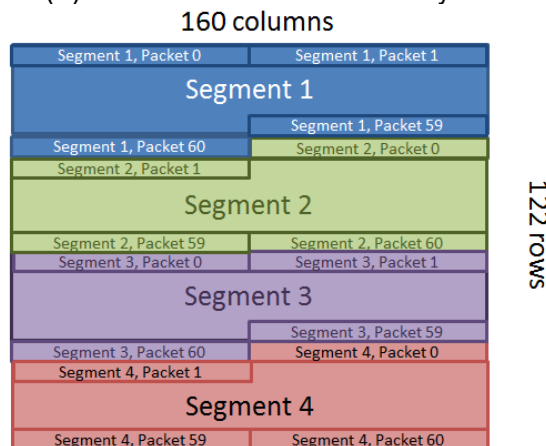 160 columns
Segment 1, Packet 0 Segment 1, Packet 1
Segment 1
Segment 1, Packet 59
Segment 1, Packet 60 Segment 2, Packet 0
Segment 2, Packet 1
Segment 2
Segment 2, Packet 59 Segment 2, Packet 60
Segment 3, Packet 0 Segment 3, Packet 1
Segment 3
Segment 3, Packet 59
Segment 3, Packet 60 Segment 4, Packet 0
Segment 4, Packet 1
Segment 4
Segment 4, Packet 59 Segment 4, Packet 60
122 rows